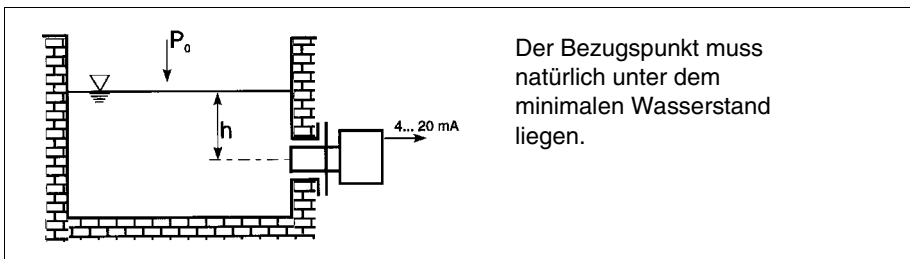 P₀
h
4... 20 mA
Der Bezugspunkt muss
natürlich unter dem
minimalen Wasserstand
liegen.